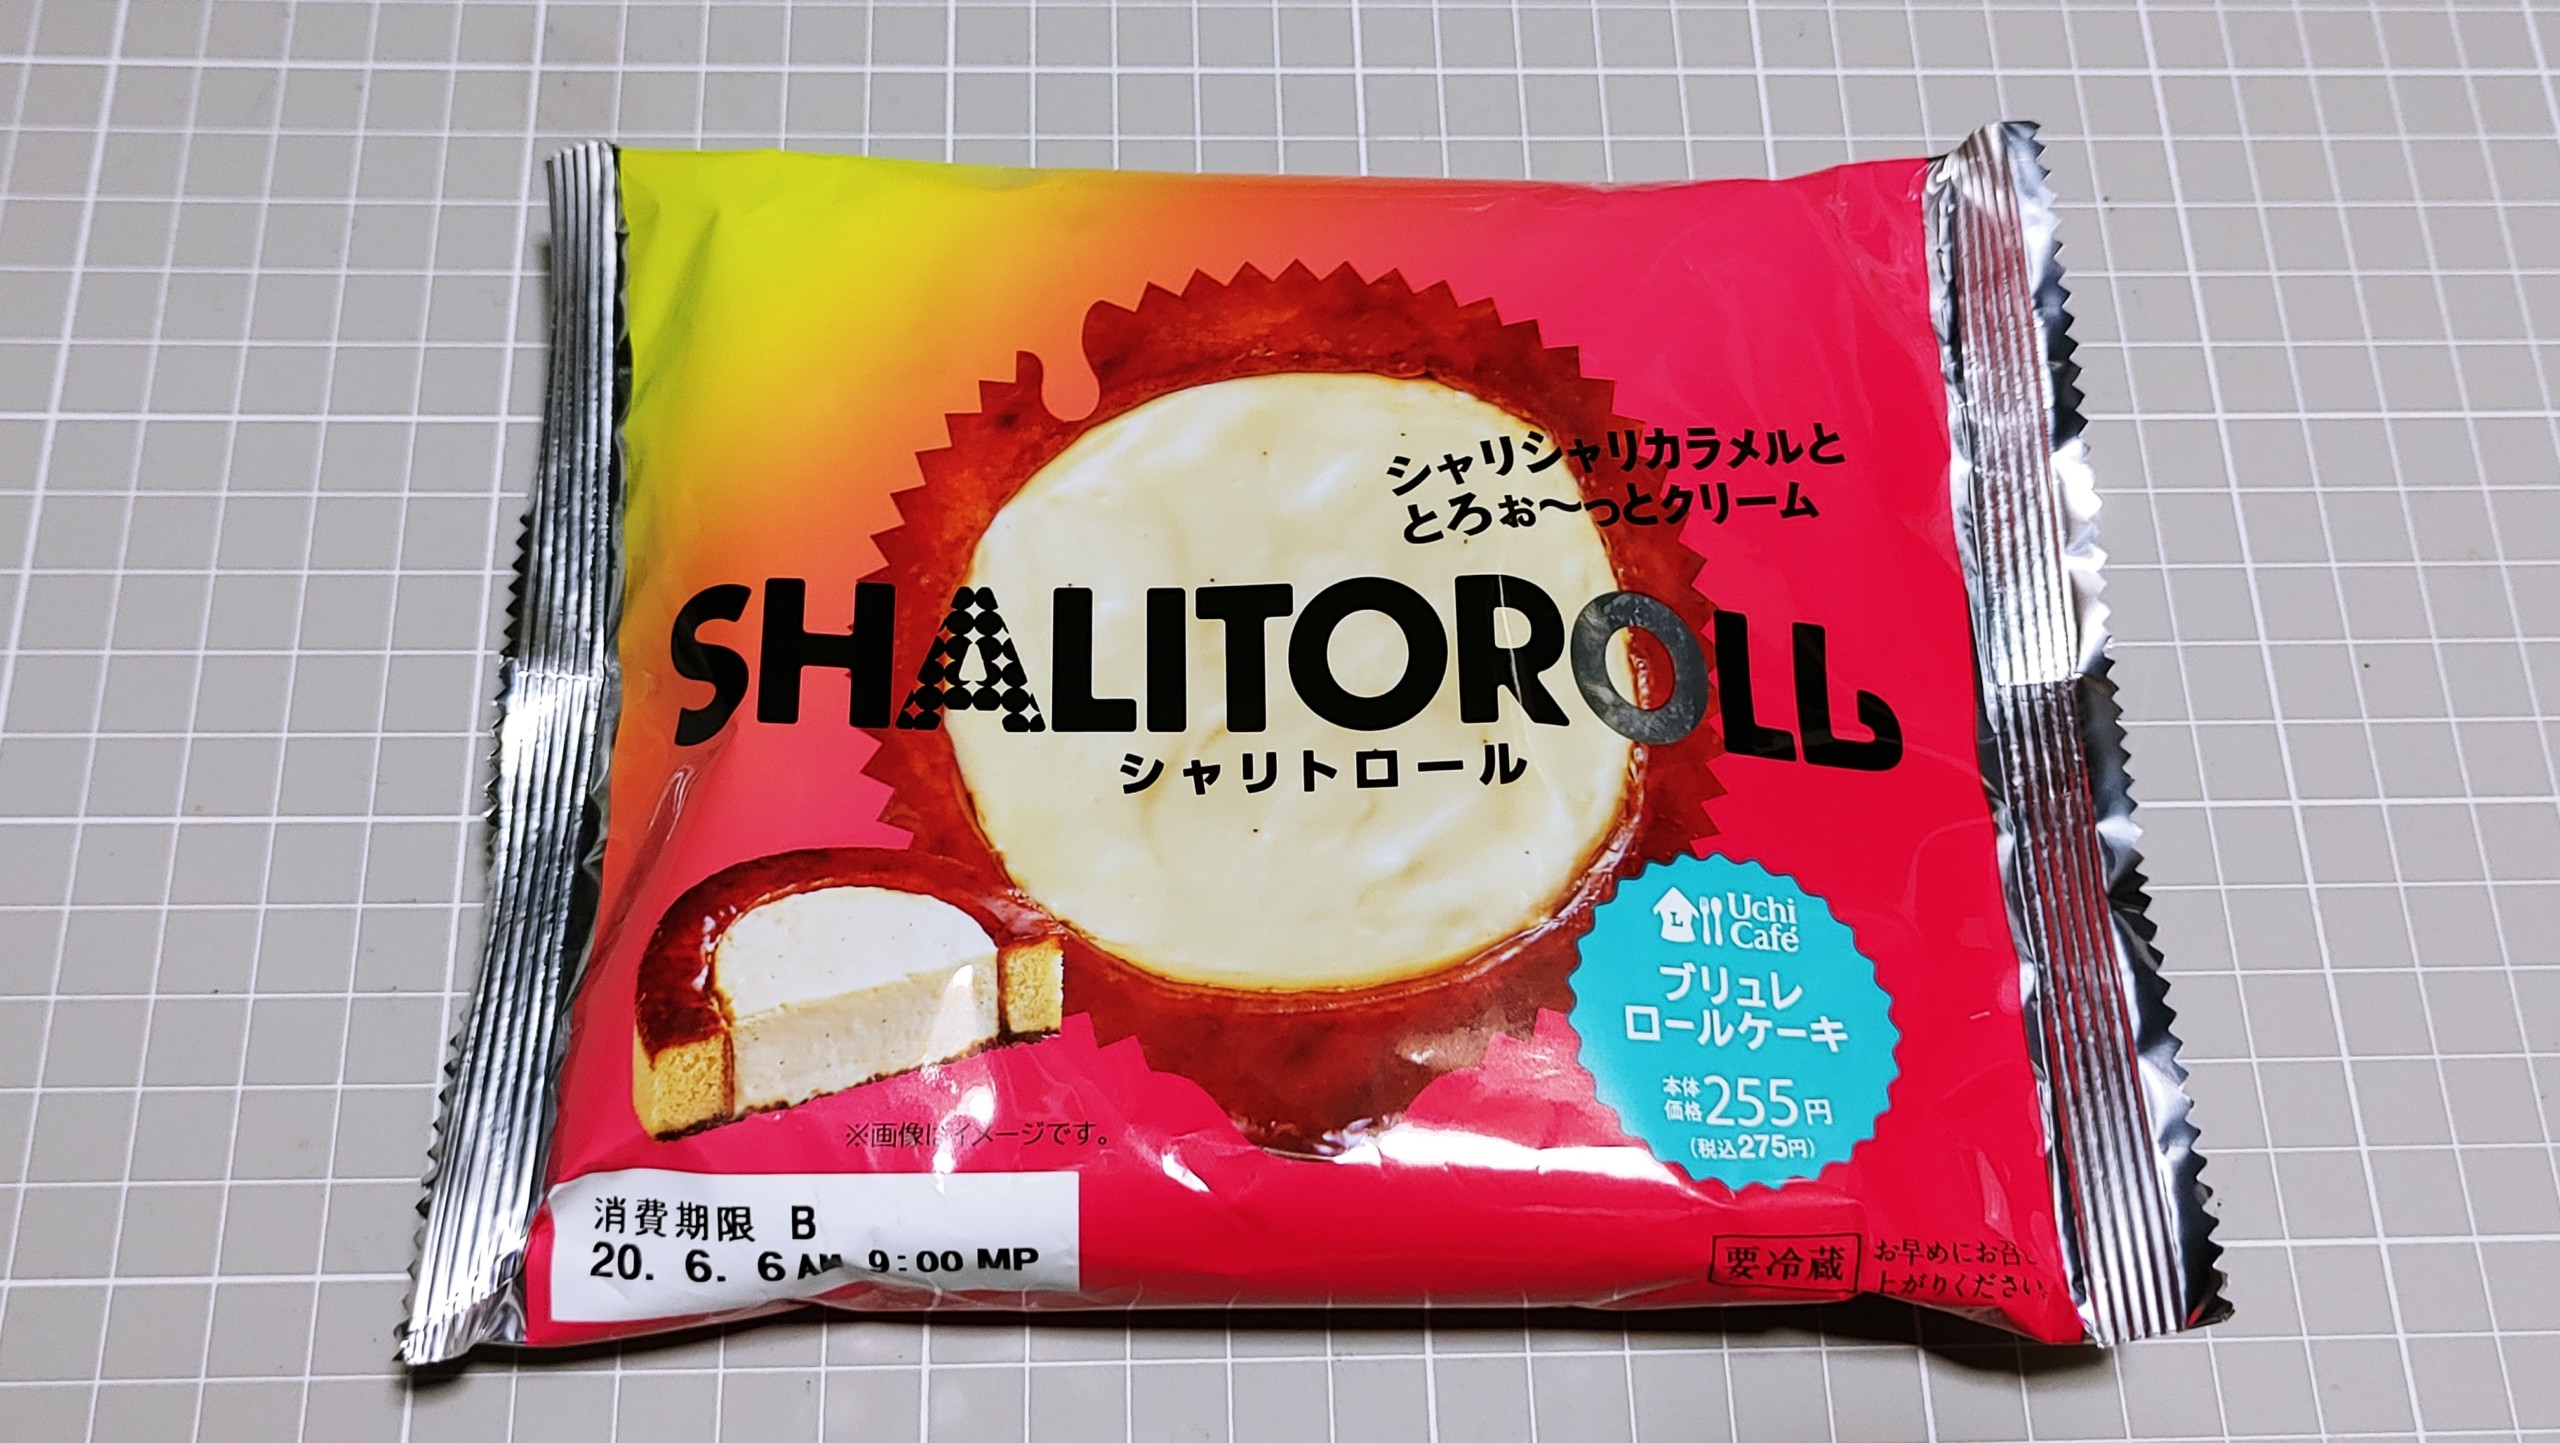 シャリシャリカラメルと
とろぉ〜っとクリーム
SHALITOROLL
シャリトロール
Uchi
Café
L
ブリュレ
ロールケーキ
本体
価格255円
(税込275円)
※画像はイメージです。
消費期限 B
20. 6. 6 AM 9:00 MP
要冷蔵
お早めにお召し
上がりください。